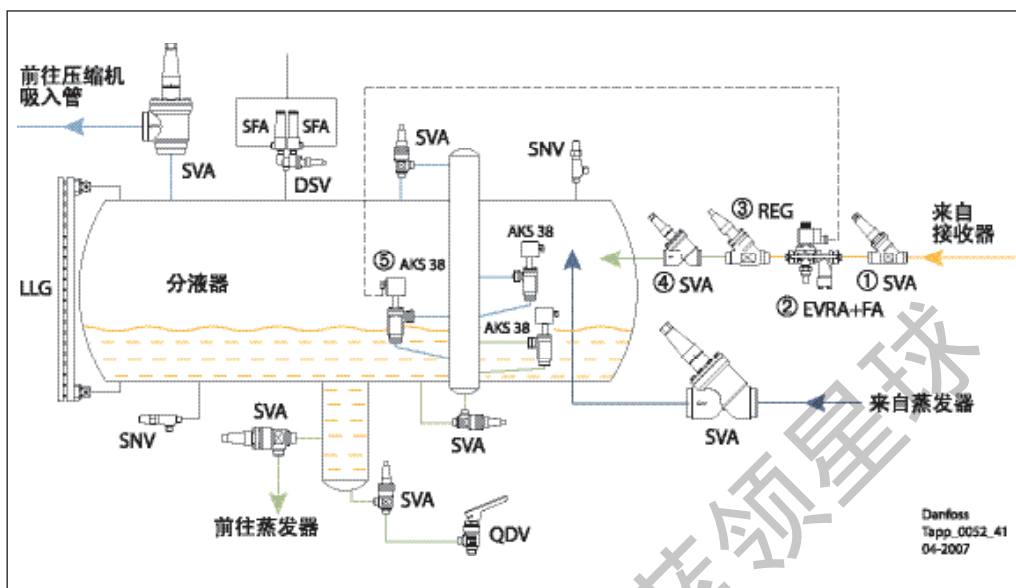 前往压缩机
吸入管
SVA
SFA
SFA
DSV
SVA
SNV
③ REG
来自
接收器
④ SVA
② EVRA+FA
① SVA
LLG
分液器
⑤ AKS 38
AKS 38
AKS 38
来自蒸发器
SVA
SNV
SVA
SVA
SVA
前往蒸发器
QDV
Danfoss
Tapp_0052_41
04-2007
领星球